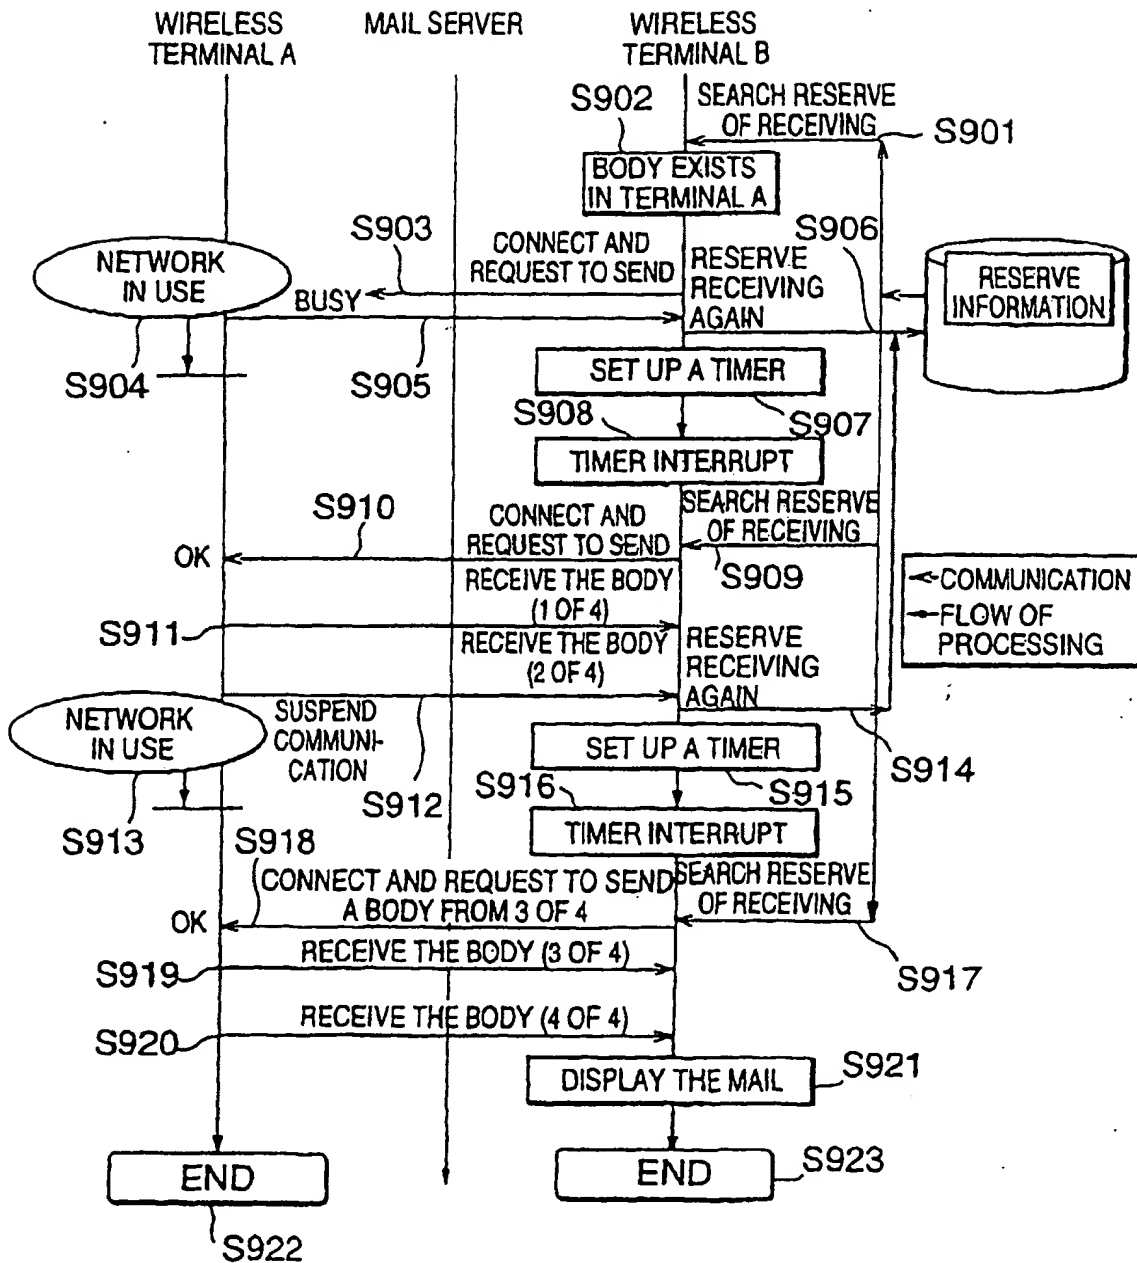 WIRELESS
TERMINAL A
MAIL SERVER
WIRELESS
TERMINAL B
S902
SEARCH RESERVE
OF RECEIVING
S901
BODY EXISTS
IN TERMINAL A
S903
CONNECT AND
REQUEST TO SEND
S906
NETWORK
IN USE
BUSY
RESERVE
RECEIVING
AGAIN
RESERVE
INFORMATION
S904
S905
SET UP A TIMER
S907
S908
TIMER INTERRUPT
S910
CONNECT AND
REQUEST TO SEND
SEARCH RESERVE
OF RECEIVING
OK
S909
COMMUNICATION
FLOW OF
PROCESSING
RECEIVE THE BODY
(1 OF 4)
S911
RECEIVE THE BODY
(2 OF 4)
RESERVE
RECEIVING
AGAIN
NETWORK
IN USE
SUSPEND
COMMUNI-
CATION
SET UP A TIMER
S914
S912
S916
S915
S913
TIMER INTERRUPT
S918
CONNECT AND REQUEST TO SEND
A BODY FROM 3 OF 4
SEARCH RESERVE
OF RECEIVING
OK
RECEIVE THE BODY (3 OF 4)
S919
S917
RECEIVE THE BODY (4 OF 4)
S920
DISPLAY THE MAIL
S921
END
END
S923
S922